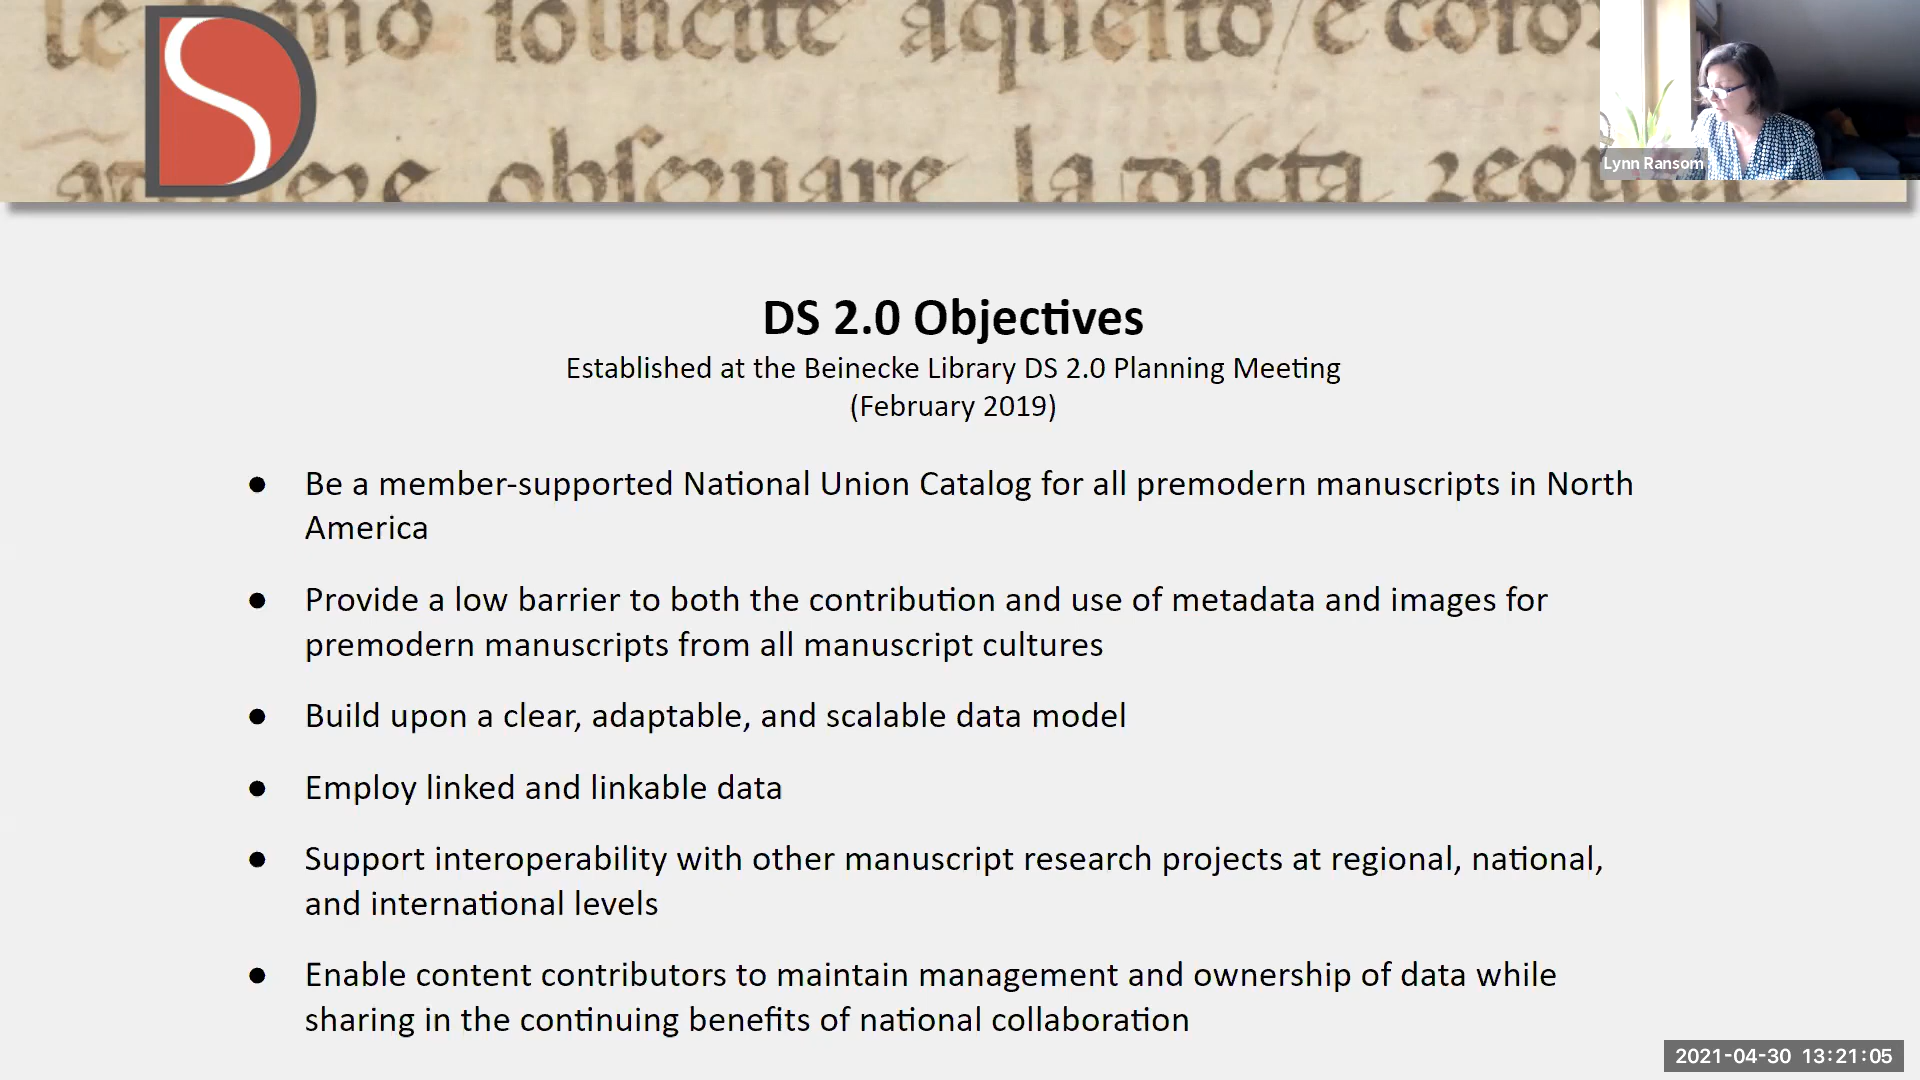 sollicite aquesto/e
obsenuare la dicta
Lynn Ransom
DS 2.0 Objectives
Established at the Beinecke Library DS 2.0 Planning Meeting
(February 2019)
● Be a member-supported National Union Catalog for all premodern manuscripts in North
America
● Provide a low barrier to both the contribution and use of metadata and images for
premodern manuscripts from all manuscript cultures
● Build upon a clear, adaptable, and scalable data model
● Employ linked and linkable data
● Support interoperability with other manuscript research projects at regional, national,
and international levels
● Enable content contributors to maintain management and ownership of data while
sharing in the continuing benefits of national collaboration
2021-04-30 13:21:05